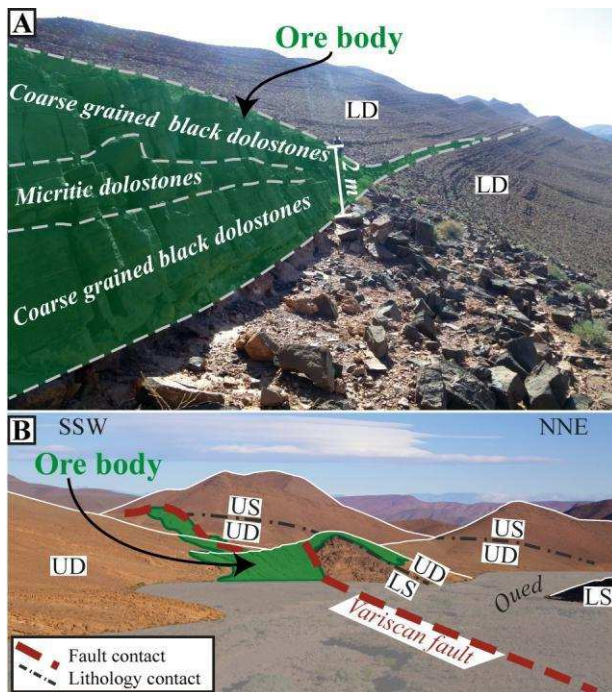 A
Ore body
Coarse grained black dolostones
LD
Micritic dolostones
2 m
LD
Coarse grained black dolostones
B
SSW
NNE
Ore body
US
UD
US
UD
UD
UD
LS
Oued
LS
Variscan fault
Fault contact
Lithology contact